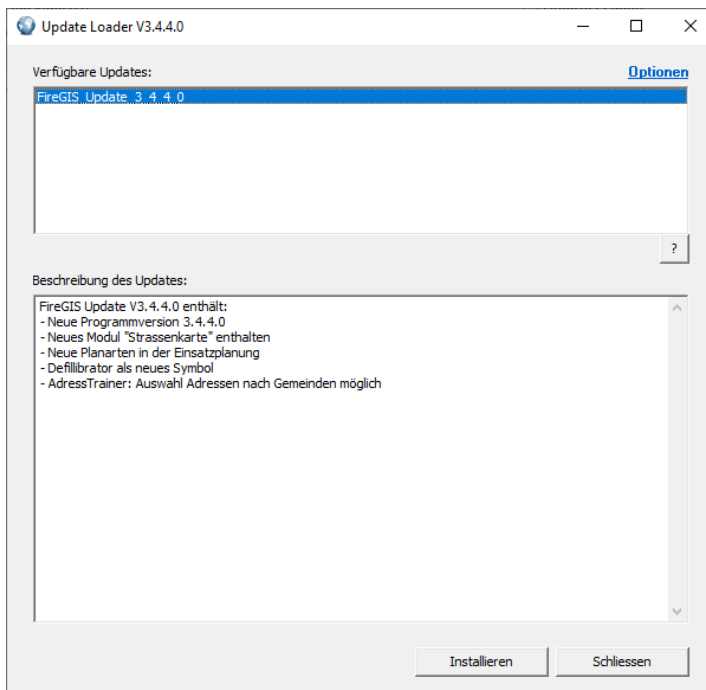 Update Loader V3.4.4.0
Verfügbare Updates:
Optionen
FireGIS_Update_3_4_4_0
?
Beschreibung des Updates:
FireGIS Update V3.4.4.0 enthält:
- Neue Programmversion 3.4.4.0
- Neues Modul "Strassenkarte" enthalten
- Neue Planarten in der Einsatzplanung
- Defillibrator als neues Symbol
- AdressTrainer: Auswahl Adressen nach Gemeinden möglich
Installieren
Schliessen